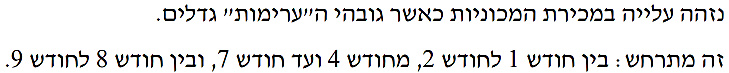 נזהה עלייה במכירת המכוניות כאשר גובהי ה״ערימות״ גדלים.
זה מתרחש: בין חודש 1 לחודש 2, מחודש 4 ועד חודש 7, ובין חודש 8 לחודש 9.